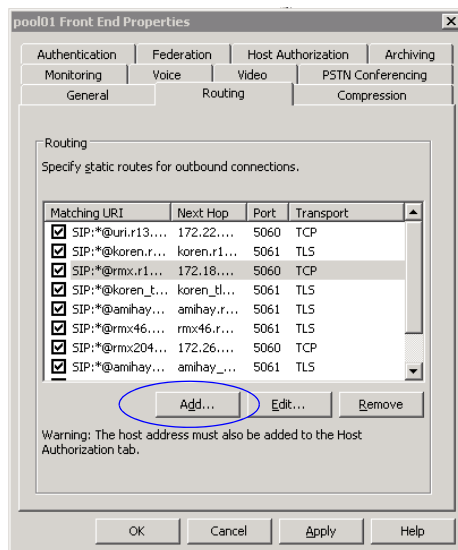 pool01 Front End Properties
Authentication Federation Host Authorization Archiving
Monitoring Voice Video PSTN Conferencing
General Routing Compression
Routing
Specify static routes for outbound connections.
Matching URI Next Hop Port Transport
SIP:*@uri.r13.... 172.22.... 5060 TCP
SIP:*@koren.r... koren.r1... 5061 TLS
SIP:*@rmx.r1... 172.18.... 5060 TCP
SIP:*@koren_t... koren_tl... 5061 TLS
SIP:*@amihay... amihay.r... 5061 TLS
SIP:*@rmx46.... rmx46.r... 5061 TLS
SIP:*@rmx204... 172.26.... 5060 TCP
SIP:*@amihay... amihay_... 5061 TLS
Add... Edit... Remove
Warning: The host address must also be added to the Host
Authorization tab.
OK Cancel Apply Help